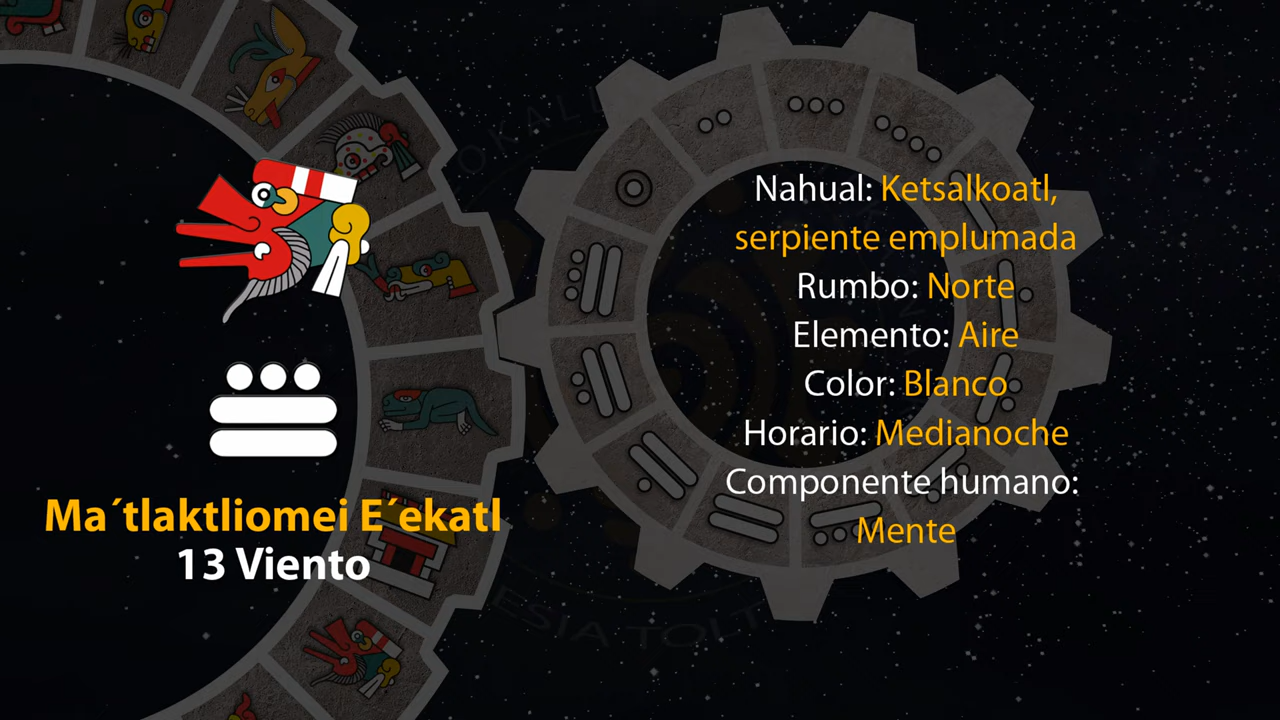 Ma´tlaktliomei E´ekatl
13 Viento
Nahual: Ketsalkoatl,
serpiente emplumada
Rumbo: Norte
Elemento: Aire
Color: Blanco
Horario: Medianoche
Componente humano:
Mente